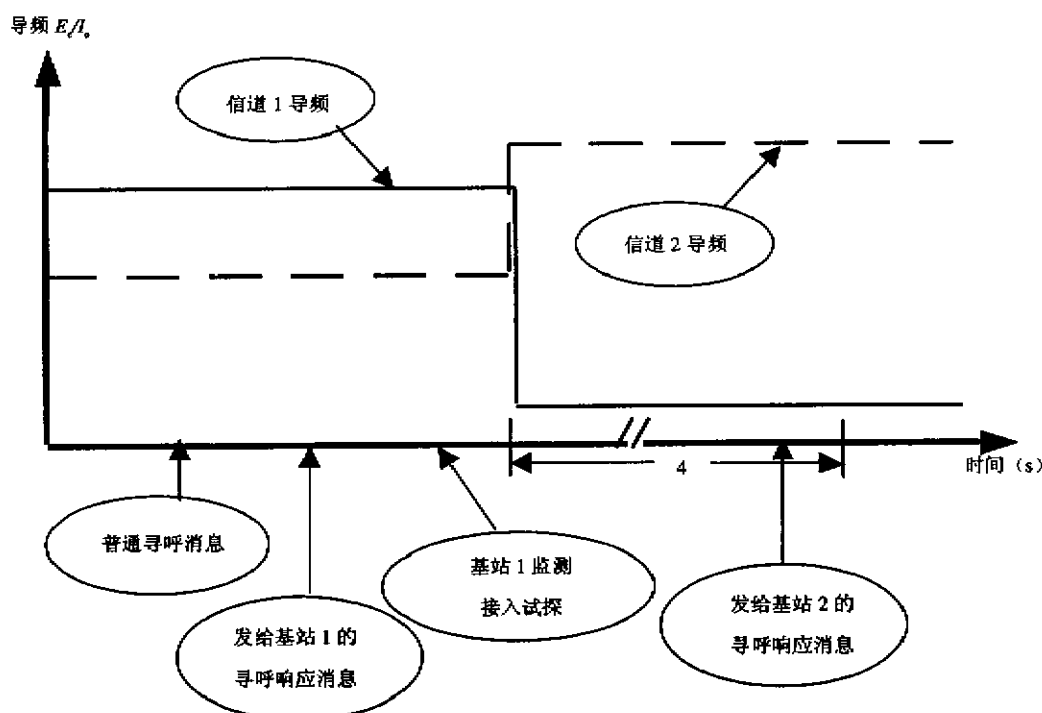 导频 Ec/Io
信道 1 导频
信道 2 导频
4
时间（s）
普通寻呼消息
基站 1 监测
接入试探
发给基站 1 的
寻呼响应消息
发给基站 2 的
寻呼响应消息